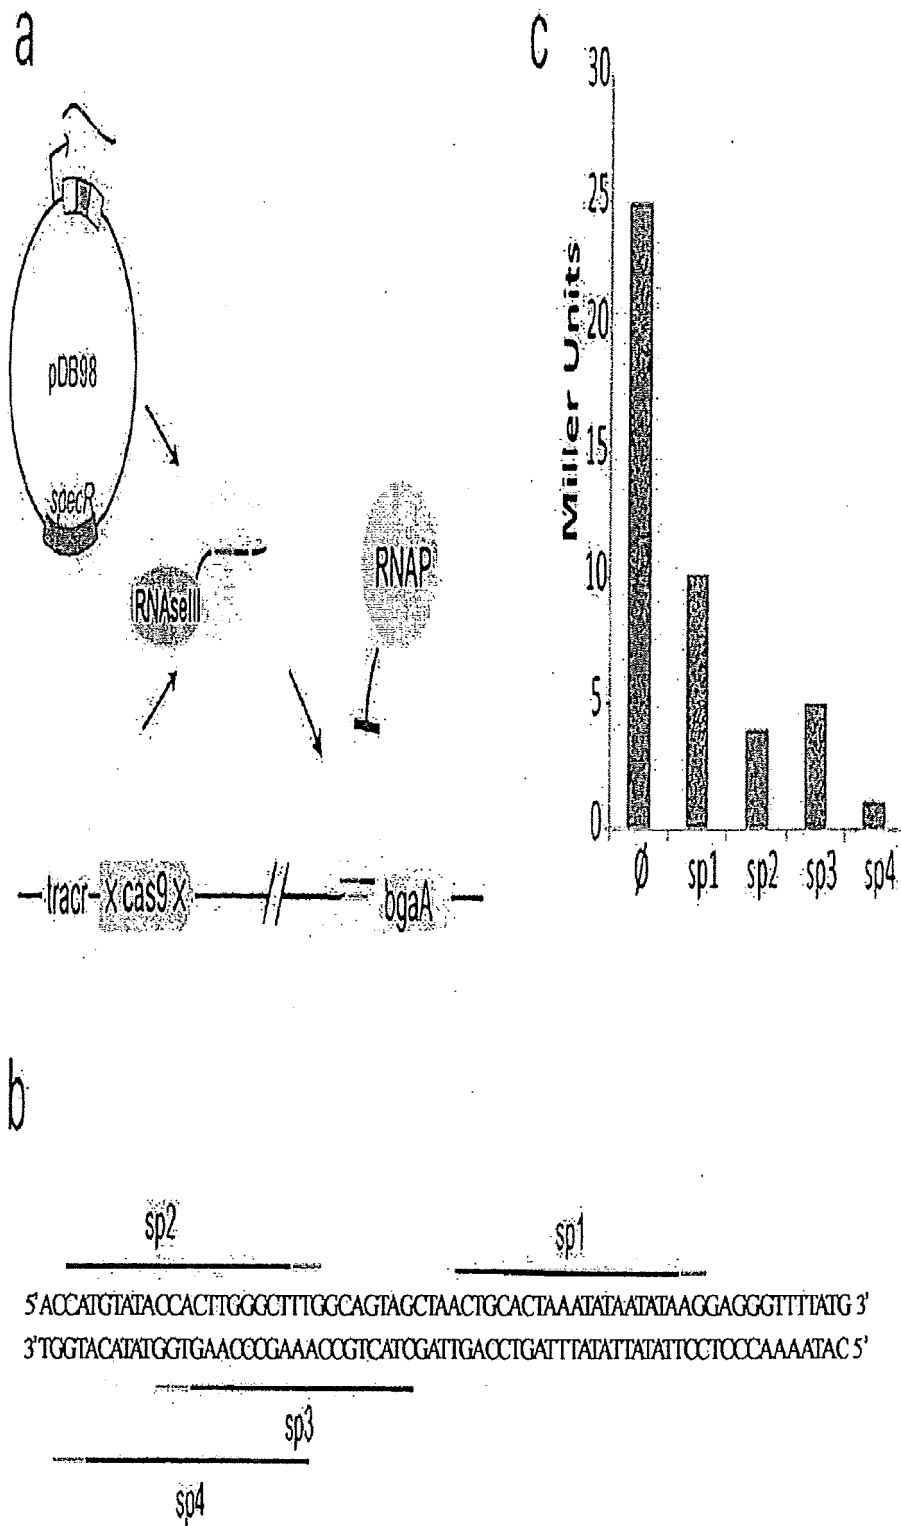 a
pDB98
specR
RNAseIII
RNAP
tracr
X cas9 X
bgaA
c
Miller Units
30
25
20
15
10
5
0
Ø sp1 sp2 sp3 sp4
b
sp2
sp1
5'ACCATGTATACCACTTGGGCTTTGGCAGTAGCTAACTGCACTAAATATAATATAAGGAGGGTTTTATG 3'
3'TGGTACATATGGTGAACCCGAAACCGTCATCGATTGACCTGATTTATATTATATTCCTCCCAAAATAC 5'
sp3
sp4